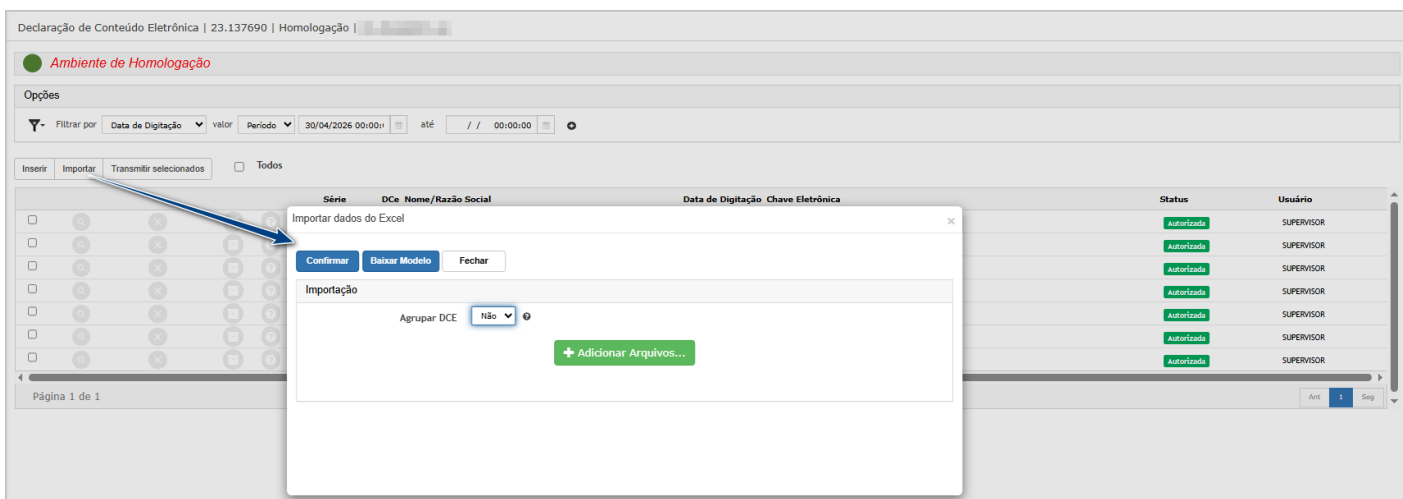 Declaração de Conteúdo Eletrônica | 23.137690 | Homologação |
Ambiente de Homologação
Opções
Filtrar por Data de Digitação valor Período 30/04/2026 00:00: até / / 00:00:00
Inserir Importar Transmitir selecionados Todos
Série DCe Nome/Razão Social Data de Digitação Chave Eletrônica Status Usuário
Autorizada SUPERVISOR
Autorizada SUPERVISOR
Autorizada SUPERVISOR
Autorizada SUPERVISOR
Autorizada SUPERVISOR
Autorizada SUPERVISOR
Autorizada SUPERVISOR
Importar dados do Excel ×
Confirmar Baixar Modelo Fechar
Importação
Agrupar DCE Não
+ Adicionar Arquivos...
Página 1 de 1
Ant 1 Seg